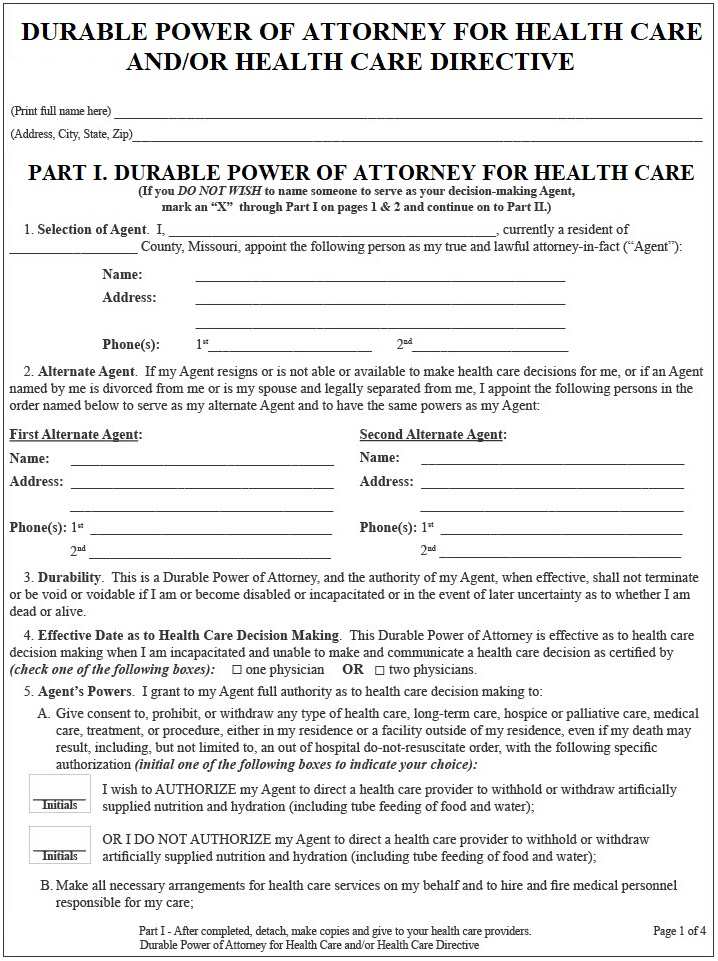 DURABLE POWER OF ATTORNEY FOR HEALTH CARE
AND/OR HEALTH CARE DIRECTIVE
(Print full name here)
(Address, City, State, Zip)
PART I. DURABLE POWER OF ATTORNEY FOR HEALTH CARE
(If you DO NOT WISH to name someone to serve as your decision-making Agent,
mark an “X” through Part I on pages 1 & 2 and continue on to Part II.)
1. Selection of Agent. I, ____________________, currently a resident of
____________________ County, Missouri, appoint the following person as my true and lawful attorney-in-fact (“Agent”):
Name:
Address:
Phone(s): 1st____________________ 2nd____________________
2. Alternate Agent. If my Agent resigns or is not able or available to make health care decisions for me, or if an Agent
named by me is divorced from me or is my spouse and legally separated from me, I appoint the following persons in the
order named below to serve as my alternate Agent and to have the same powers as my Agent:
First Alternate Agent: Second Alternate Agent:
Name: ____________________ Name: ____________________
Address: ____________________ Address: ____________________
Phone(s): 1st ____________________ Phone(s): 1st ____________________
2nd ____________________ 2nd ____________________
3. Durability. This is a Durable Power of Attorney, and the authority of my Agent, when effective, shall not terminate
or be void or voidable if I am or become disabled or incapacitated or in the event of later uncertainty as to whether I am
dead or alive.
4. Effective Date as to Health Care Decision Making. This Durable Power of Attorney is effective as to health care
decision making when I am incapacitated and unable to make and communicate a health care decision as certified by
(check one of the following boxes): ☐ one physician OR ☐ two physicians.
5. Agent’s Powers. I grant to my Agent full authority as to health care decision making to:
A. Give consent to, prohibit, or withdraw any type of health care, long-term care, hospice or palliative care, medical
care, treatment, or procedure, either in my residence or a facility outside of my residence, even if my death may
result, including, but not limited to, an out of hospital do-not-resuscitate order, with the following specific
authorization (initial one of the following boxes to indicate your choice):
I wish to AUTHORIZE my Agent to direct a health care provider to withhold or withdraw artificially
Initials supplied nutrition and hydration (including tube feeding of food and water);
OR I DO NOT AUTHORIZE my Agent to direct a health care provider to withhold or withdraw
Initials artificially supplied nutrition and hydration (including tube feeding of food and water);
B. Make all necessary arrangements for health care services on my behalf and to hire and fire medical personnel
responsible for my care;
Part I - After completed, detach, make copies and give to your health care providers. Page 1 of 4
Durable Power of Attorney for Health Care and/or Health Care Directive